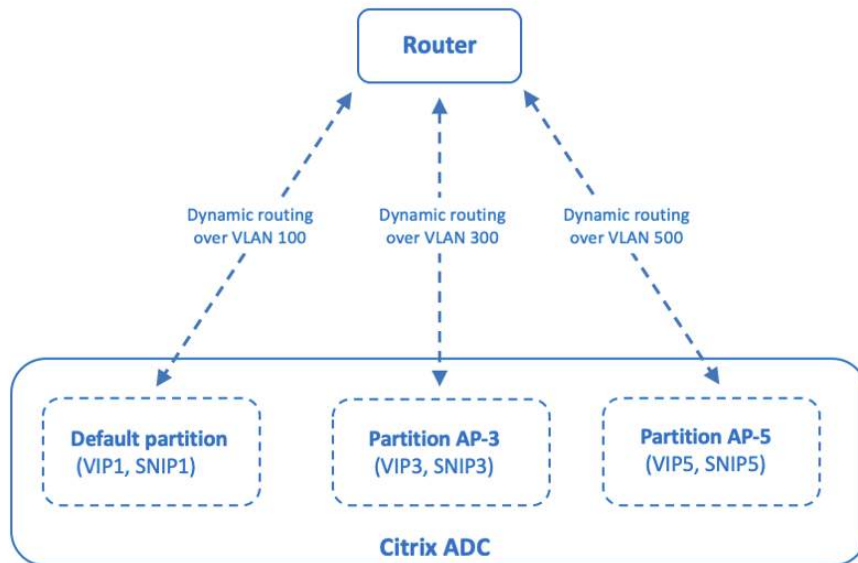 Router
Dynamic routing
over VLAN 100
Dynamic routing
over VLAN 300
Dynamic routing
over VLAN 500
Default partition
(VIP1, SNIP1)
Partition AP-3
(VIP3, SNIP3)
Partition AP-5
(VIP5, SNIP5)
Citrix ADC